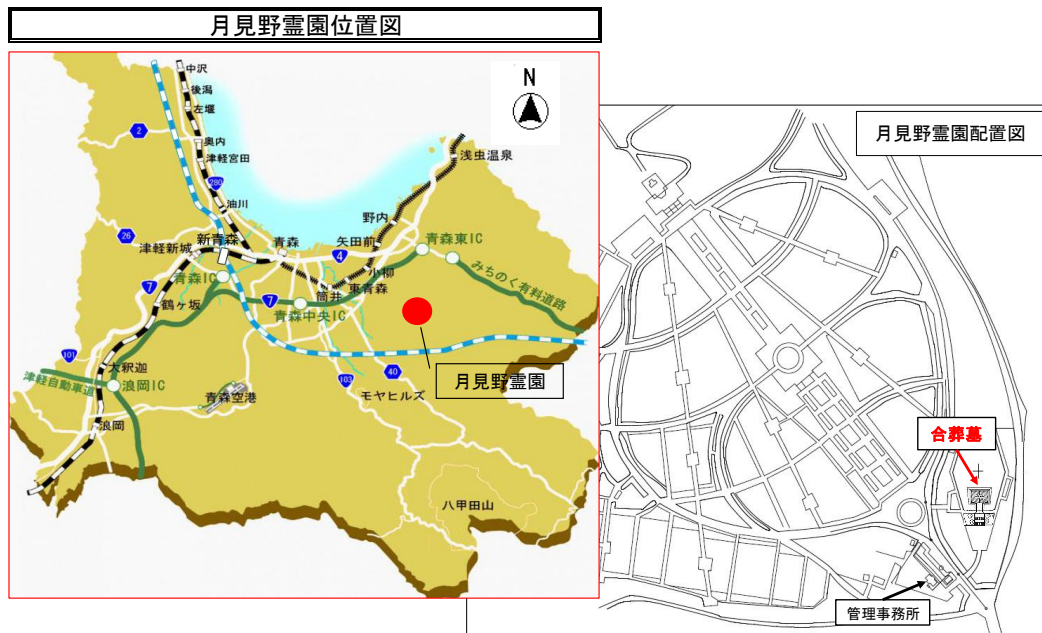 月見野霊園位置図
N
中沢
後潟
左堰
2
奥内
津軽宮田
280
油川
浅虫温泉
野内
26
津軽新城
新青森
青森
矢田前
青森東IC
4
小柳
みちのく有料道路
青森IC
7
鶴ヶ坂
7
筒井
東青森
青森中央IC
月見野霊園
101
大釈迦
103
40
モヤヒルズ
津軽自動車道
浪岡IC
青森空港
浪岡
八甲田山
月見野霊園配置図
合葬墓
管理事務所